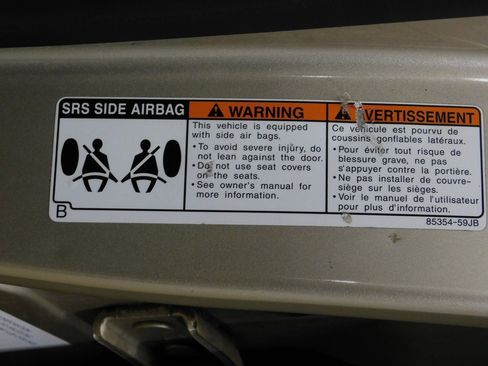 SRS SIDE AIRBAG
B
WARNING
This vehicle is equipped
with side air bags.
• To avoid severe injury, do
not lean against the door.
• Do not use seat covers
on the seats.
• See owner's manual for
more information.
AVERTISSEMENT
Ce véhicule est pourvu de
coussins gonflables latéraux.
• Pour éviter tout risque de
blessure grave, ne pas
s'appuyer contre la portière.
• Ne pas installer de couvre-
siège sur les sièges.
• Voir le manuel de l'utilisateur
pour plus d'information.
85354-59JB